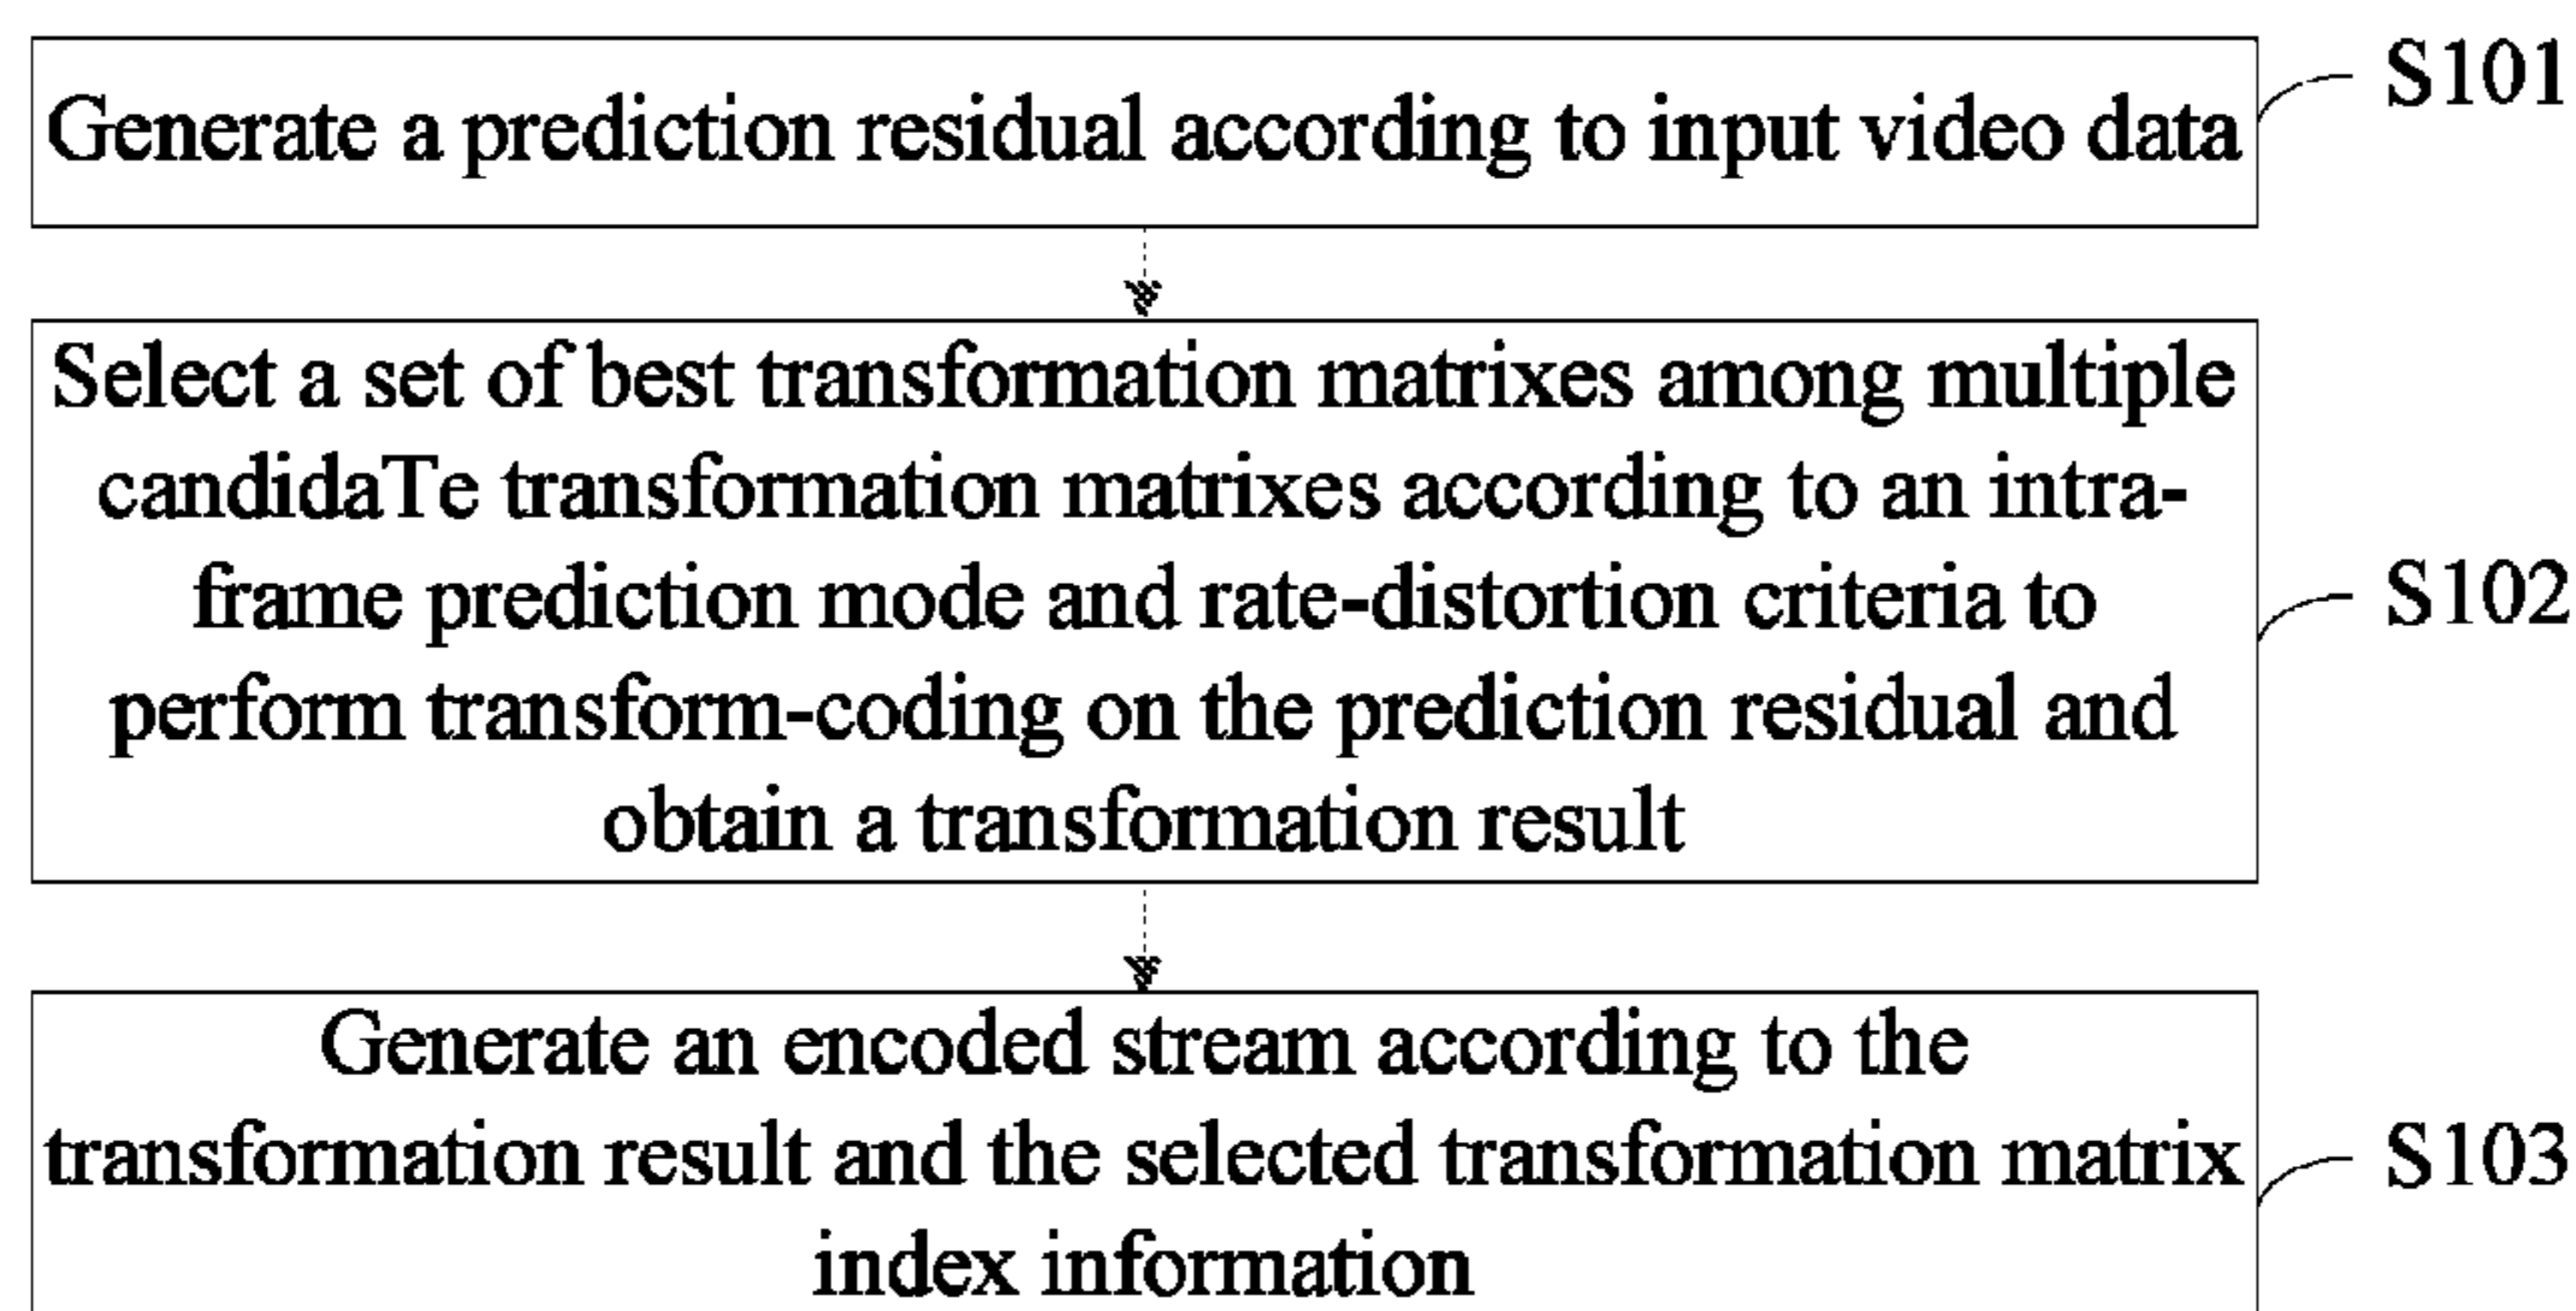 Generate a prediction residual according to input video data
S101
Select a set of best transformation matrixes among multiple
candidaTe transformation matrixes according to an intra-
frame prediction mode and rate-distortion criteria to
perform transform-coding on the prediction residual and
obtain a transformation result
S102
Generate an encoded stream according to the
transformation result and the selected transformation matrix
index information
S103